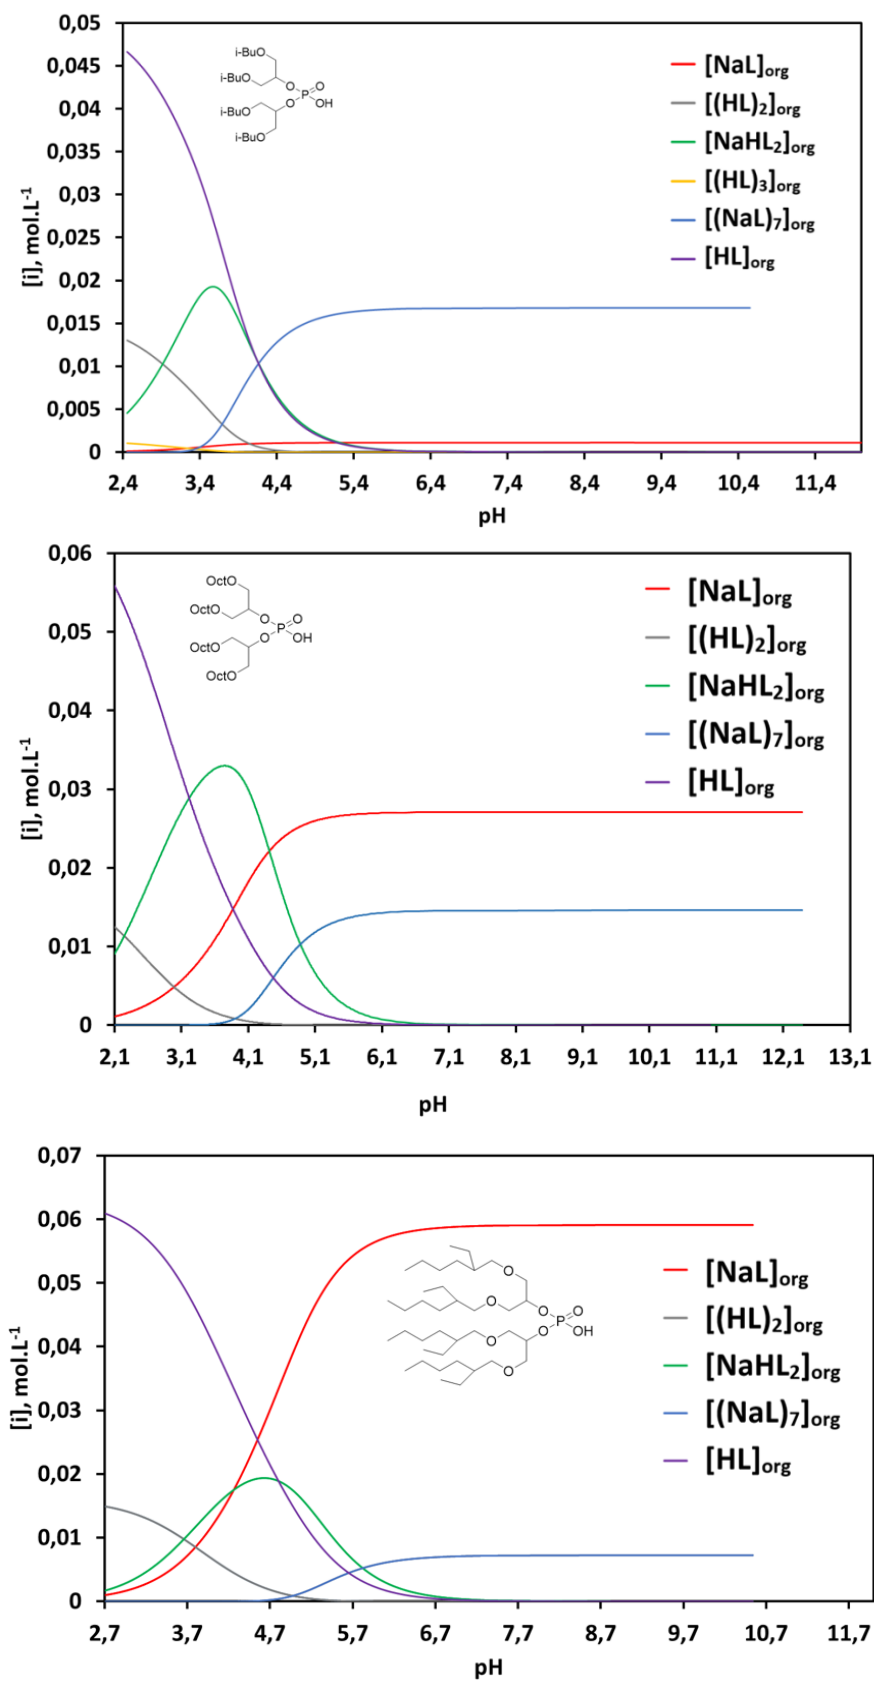 0,05
0,045
0,04
0,035
0,03
0,025
0,02
0,015
0,01
0,005
0
[i], mol.L-1
i-BuO
i-BuO
i-BuO
i-BuO
O
O
P
O
OH
[NaL]org
[(HL)2]org
[NaHL2]org
[(HL)3]org
[(NaL)7]org
[HL]org
2,4 3,4 4,4 5,4 6,4 7,4 8,4 9,4 10,4 11,4
pH
0,06
0,05
0,04
0,03
0,02
0,01
0
[i], mol.L-1
OctO
OctO
OctO
OctO
O
O
P
O
OH
[NaL]org
[(HL)2]org
[NaHL2]org
[(NaL)7]org
[HL]org
2,1 3,1 4,1 5,1 6,1 7,1 8,1 9,1 10,1 11,1 12,1 13,1
pH
0,07
0,06
0,05
0,04
0,03
0,02
0,01
0
[i], mol.L-1
O
O
O
O
O
O
P
O
OH
[NaL]org
[(HL)2]org
[NaHL2]org
[(NaL)7]org
[HL]org
2,7 3,7 4,7 5,7 6,7 7,7 8,7 9,7 10,7 11,7
pH